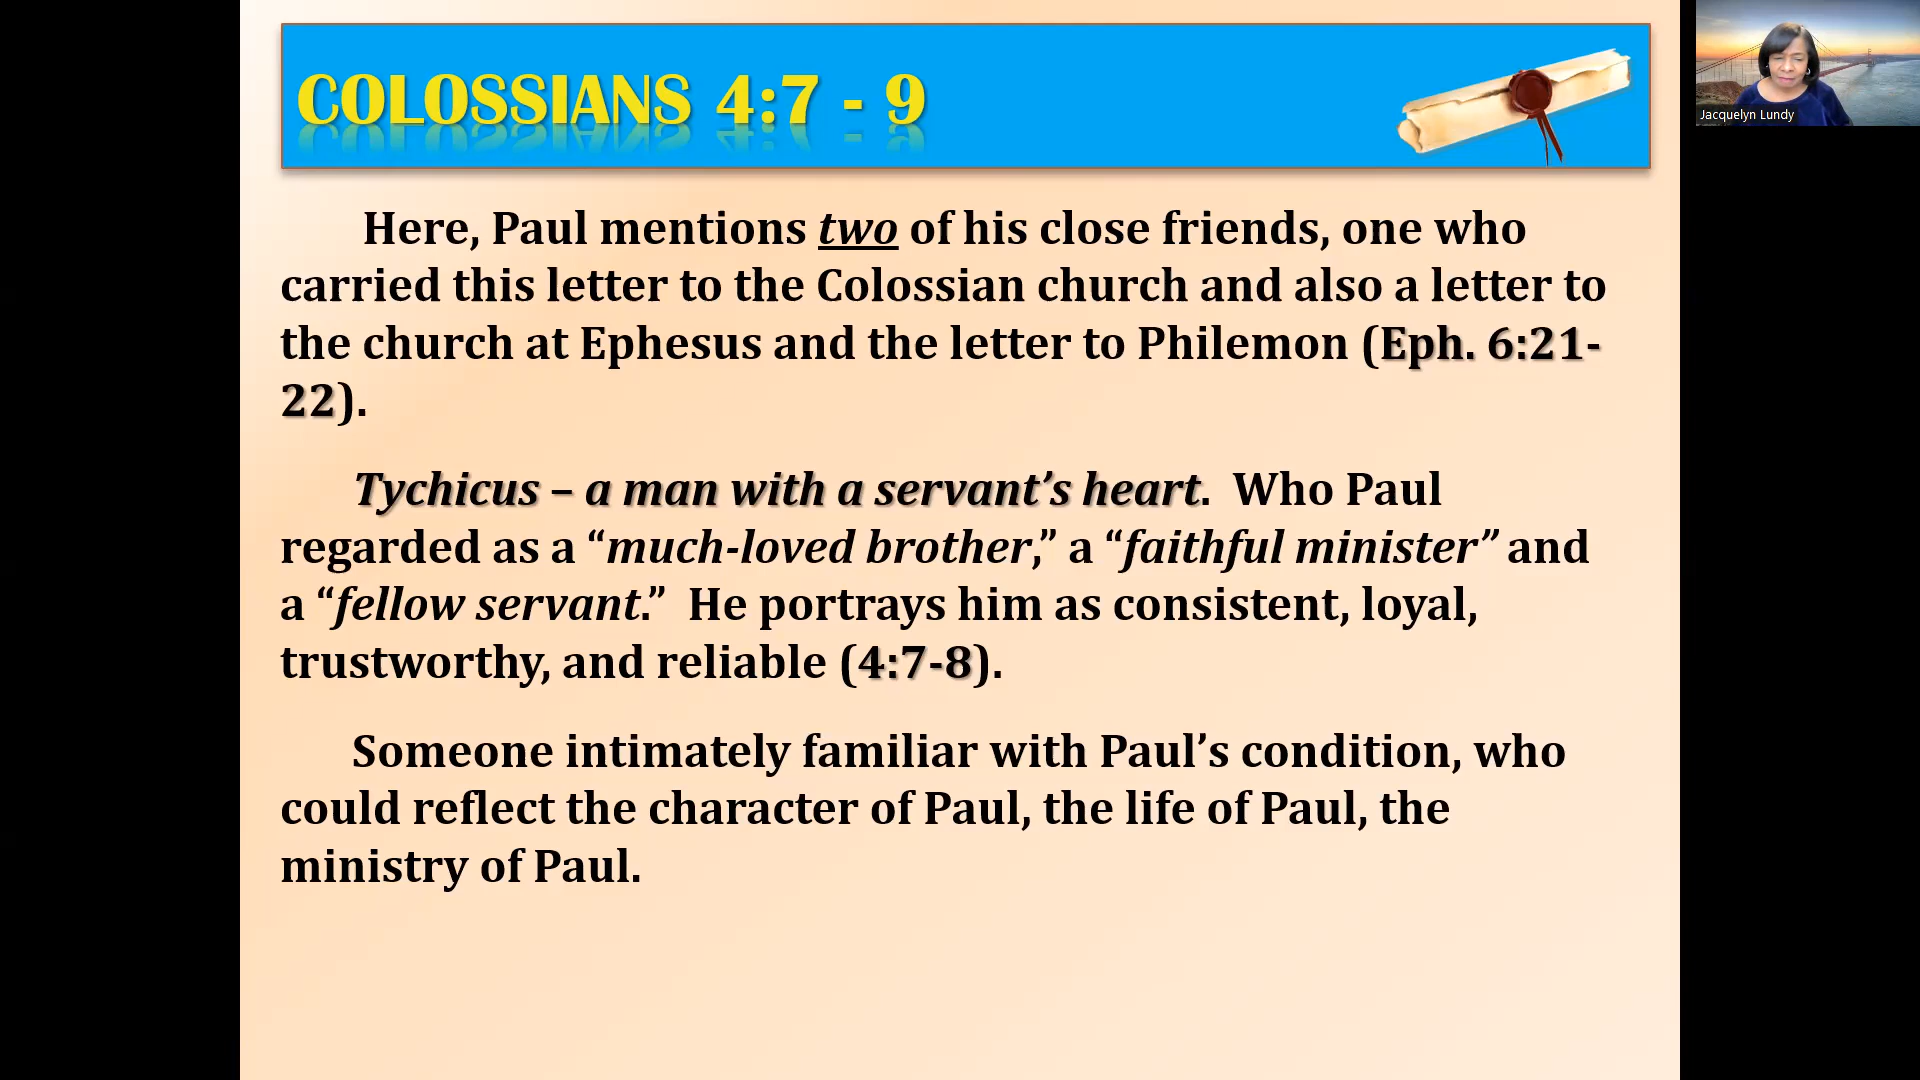 COLOSSIANS 4:7 - 9
Jacquelyn Lundy
Here, Paul mentions two of his close friends, one who
carried this letter to the Colossian church and also a letter to
the church at Ephesus and the letter to Philemon (Eph. 6:21-
22).
Tychicus – a man with a servant’s heart.  Who Paul
regarded as a “much-loved brother,” a “faithful minister” and
a “fellow servant.”  He portrays him as consistent, loyal,
trustworthy, and reliable (4:7-8).
Someone intimately familiar with Paul’s condition, who
could reflect the character of Paul, the life of Paul, the
ministry of Paul.